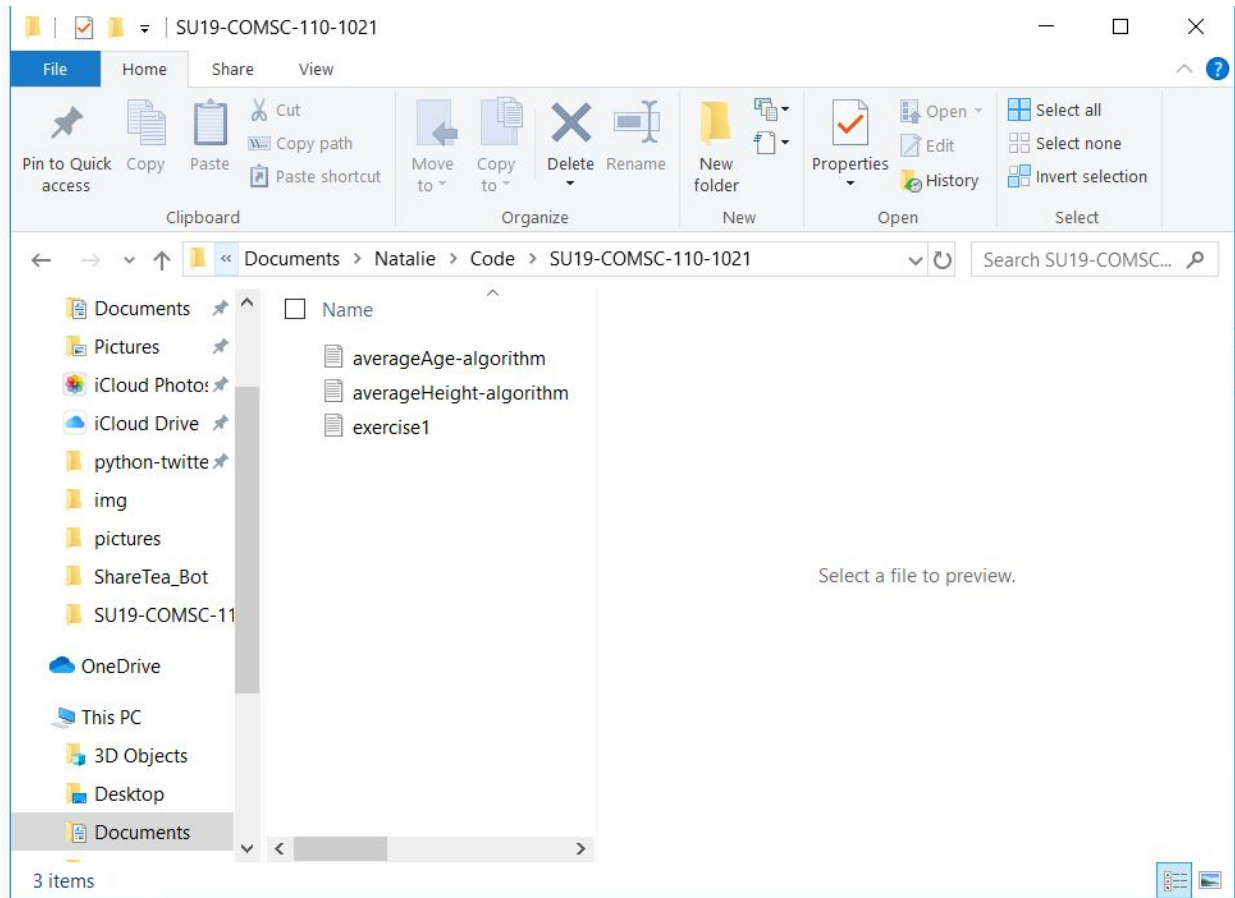 SU19-COMSC-110-1021
File Home Share View
Pin to Quick access
Copy
Paste
Cut
Copy path
Paste shortcut
Clipboard
Move to
Copy to
Delete
Rename
Organize
New folder
New
Properties
Open
Edit
History
Open
Select all
Select none
Invert selection
Select
« Documents > Natalie > Code > SU19-COMSC-110-1021
Search SU19-COMSC...
Documents
Pictures
iCloud Photos
iCloud Drive
python-twitte
img
pictures
ShareTea_Bot
SU19-COMSC-11
OneDrive
This PC
3D Objects
Desktop
Documents
Name
averageAge-algorithm
averageHeight-algorithm
exercise1
Select a file to preview.
3 items